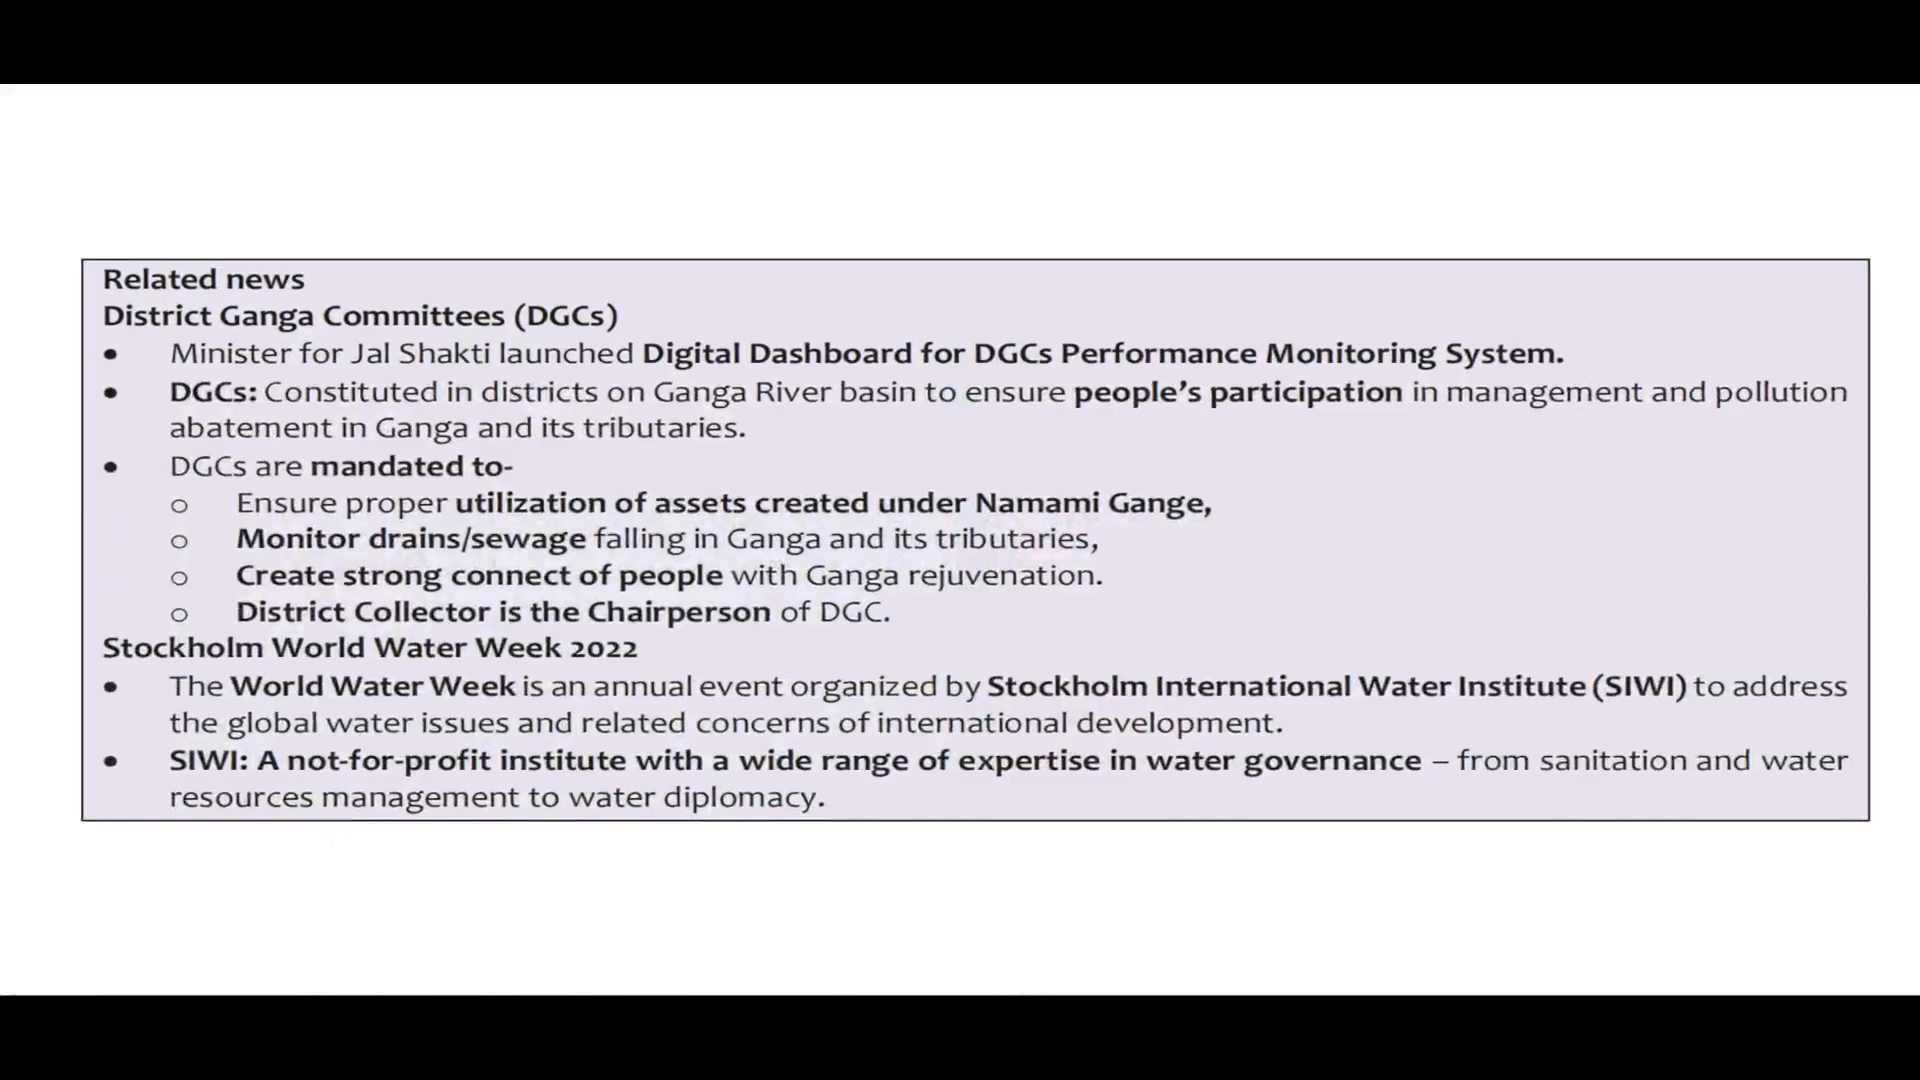 Related news
District Ganga Committees (DGCs)
• Minister for Jal Shakti launched Digital Dashboard for DGCs Performance Monitoring System.
• DGCs: Constituted in districts on Ganga River basin to ensure people’s participation in management and pollution
abatement in Ganga and its tributaries.
• DGCs are mandated to-
o Ensure proper utilization of assets created under Namami Gange,
o Monitor drains/sewage falling in Ganga and its tributaries,
o Create strong connect of people with Ganga rejuvenation.
o District Collector is the Chairperson of DGC.
Stockholm World Water Week 2022
• The World Water Week is an annual event organized by Stockholm International Water Institute (SIWI) to address
the global water issues and related concerns of international development.
• SIWI: A not-for-profit institute with a wide range of expertise in water governance – from sanitation and water
resources management to water diplomacy.